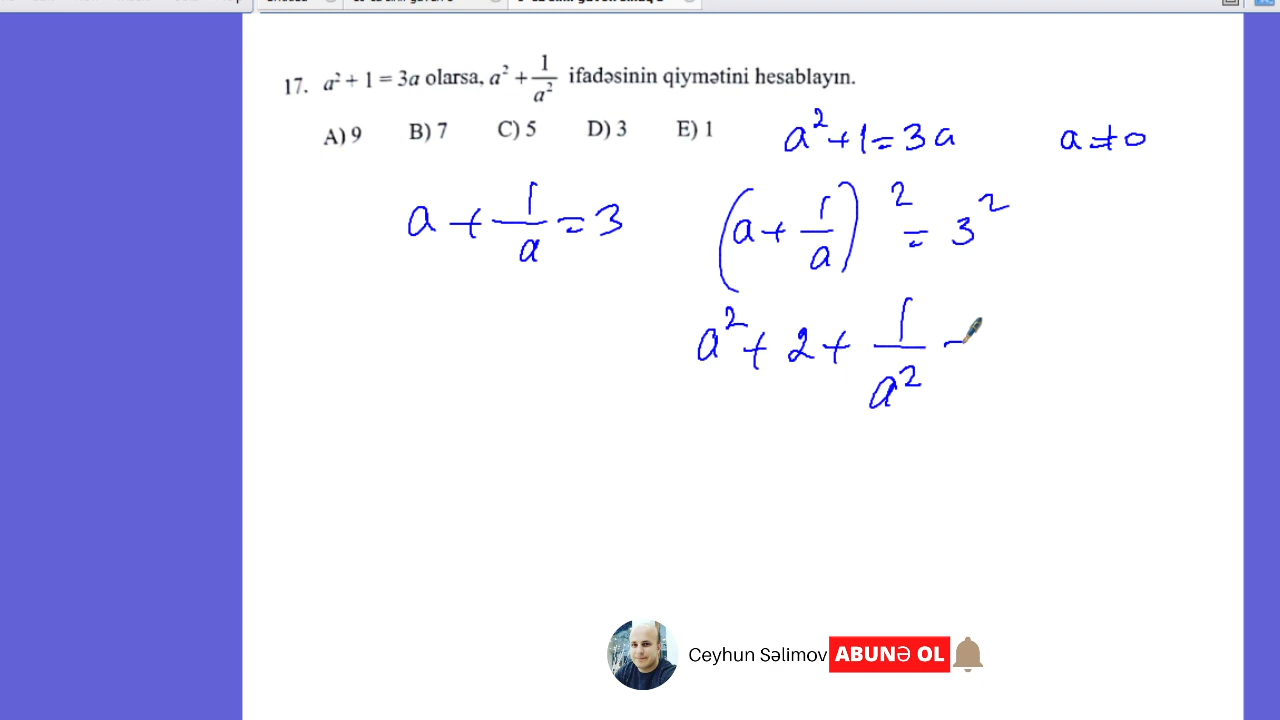 17. a² + 1 = 3a olarsa, a² + 1/a² ifadəsinin qiymətini hesablayın.
A) 9 B) 7 C) 5 D) 3 E) 1
a² + 1 = 3a a ≠ 0
a + 1/a = 3 (a + 1/a)² = 3²
a² + 2 + 1/a² -
Ceyhun Səlimov ABUNƏ OL